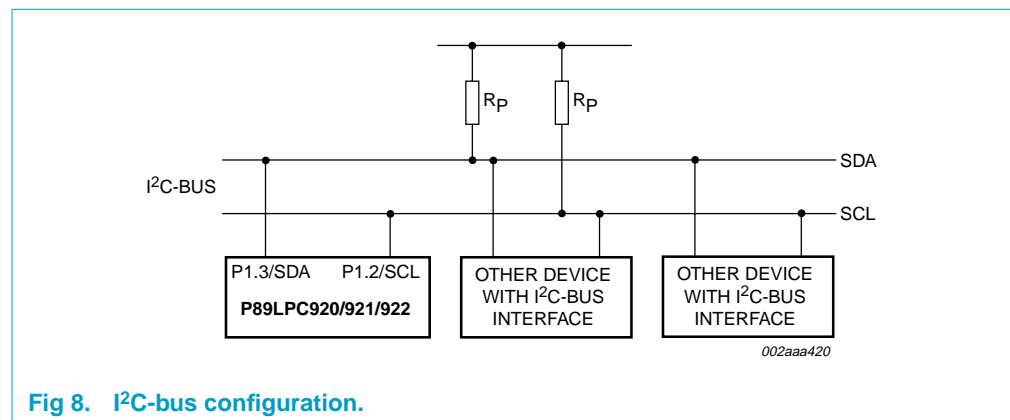 RP RP
SDA
I²C-BUS
SCL
P1.3/SDA P1.2/SCL
P89LPC920/921/922
OTHER DEVICE
WITH I²C-BUS
INTERFACE
OTHER DEVICE
WITH I²C-BUS
INTERFACE
002aaa420
Fig 8. I²C-bus configuration.